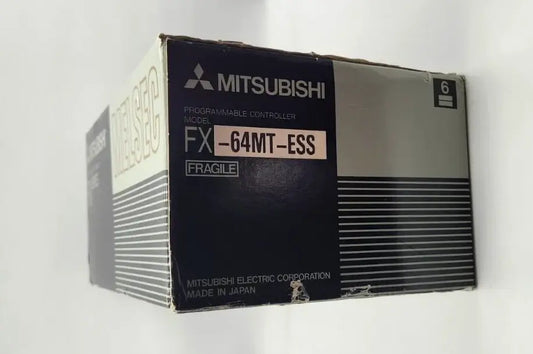 MITSUBISHI
PROGRAMMABLE CONTROLLER
MODEL
FX-64MT-ESS
FRAGILE
MITSUBISHI ELECTRIC CORPORATION
MADE IN JAPAN
6
MELSEC